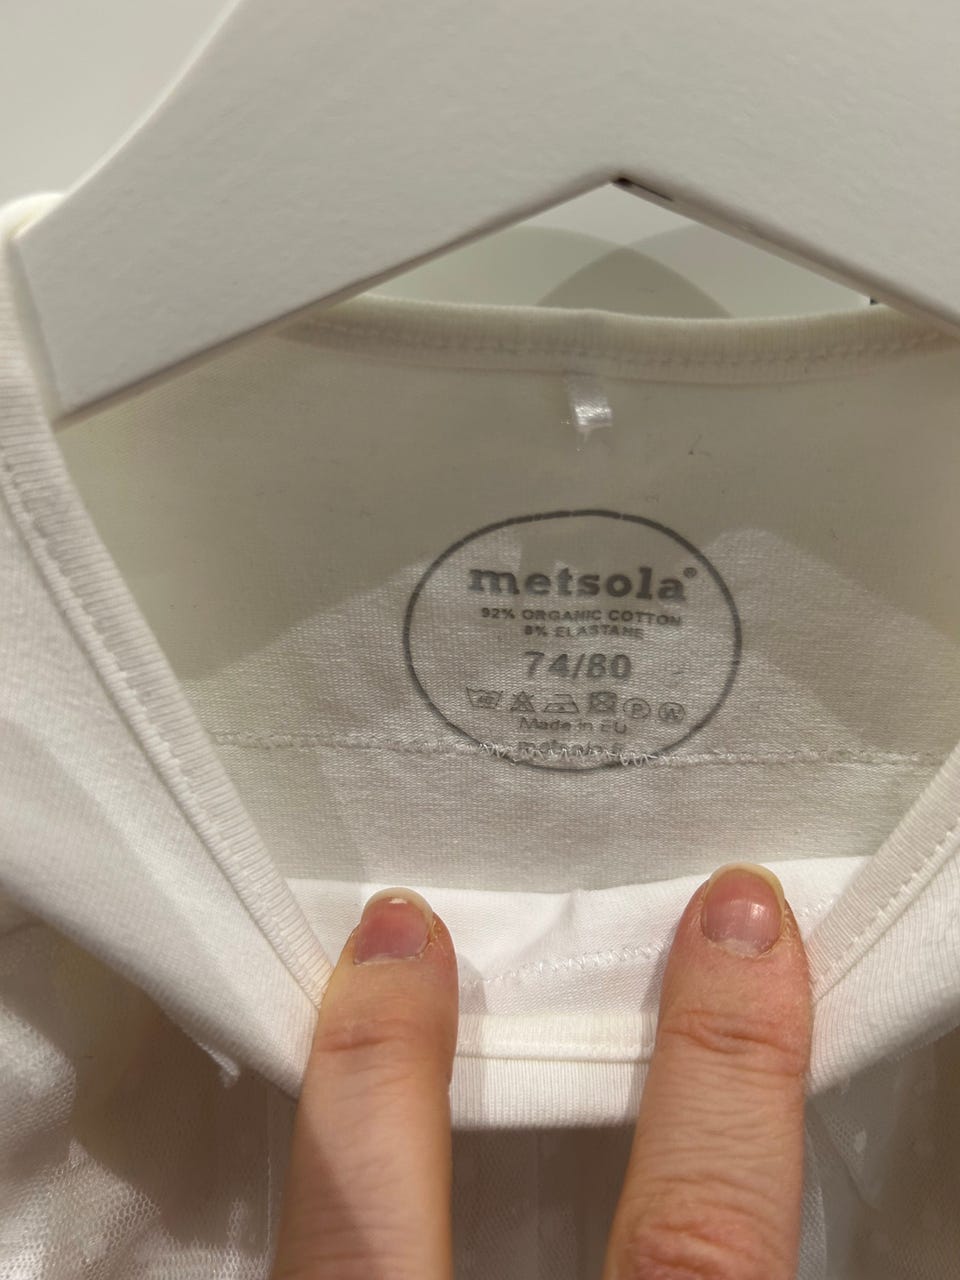 metsola®
92% ORGANIC COTTON
8% ELASTANE
74/80
P W
Made in EU